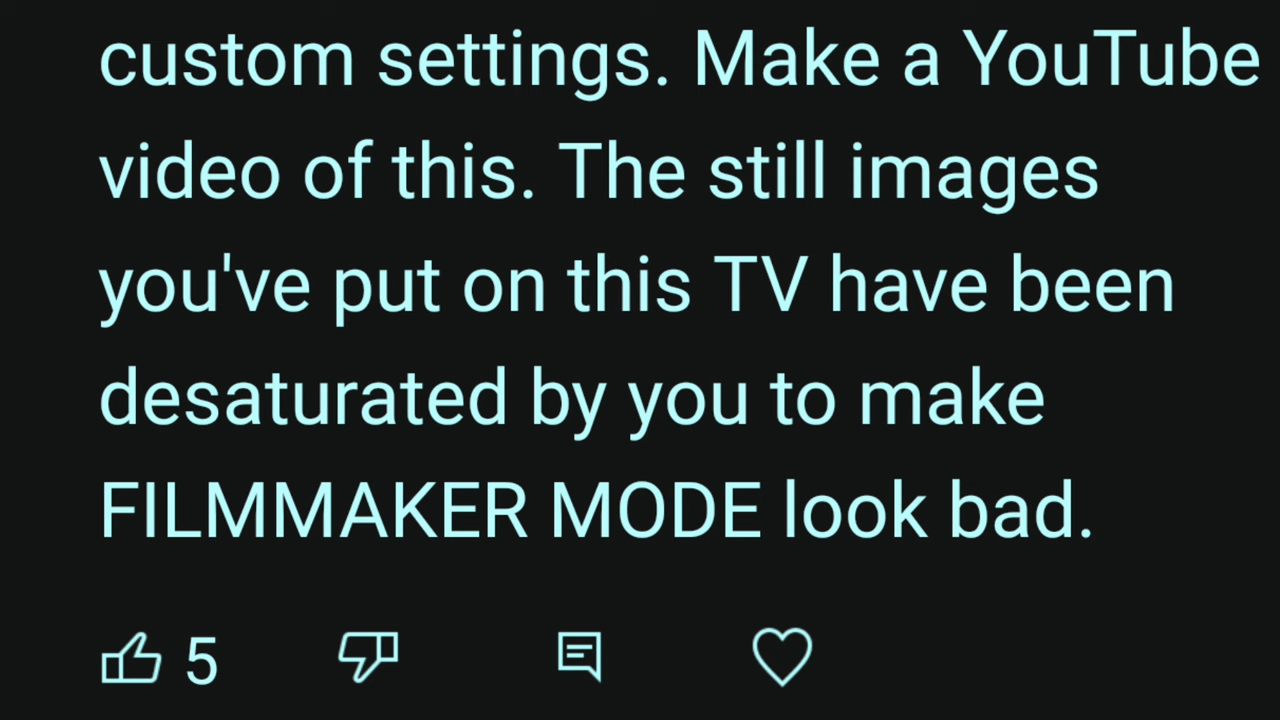 custom settings. Make a YouTube
video of this. The still images
you've put on this TV have been
desaturated by you to make
FILMMAKER MODE look bad.
5